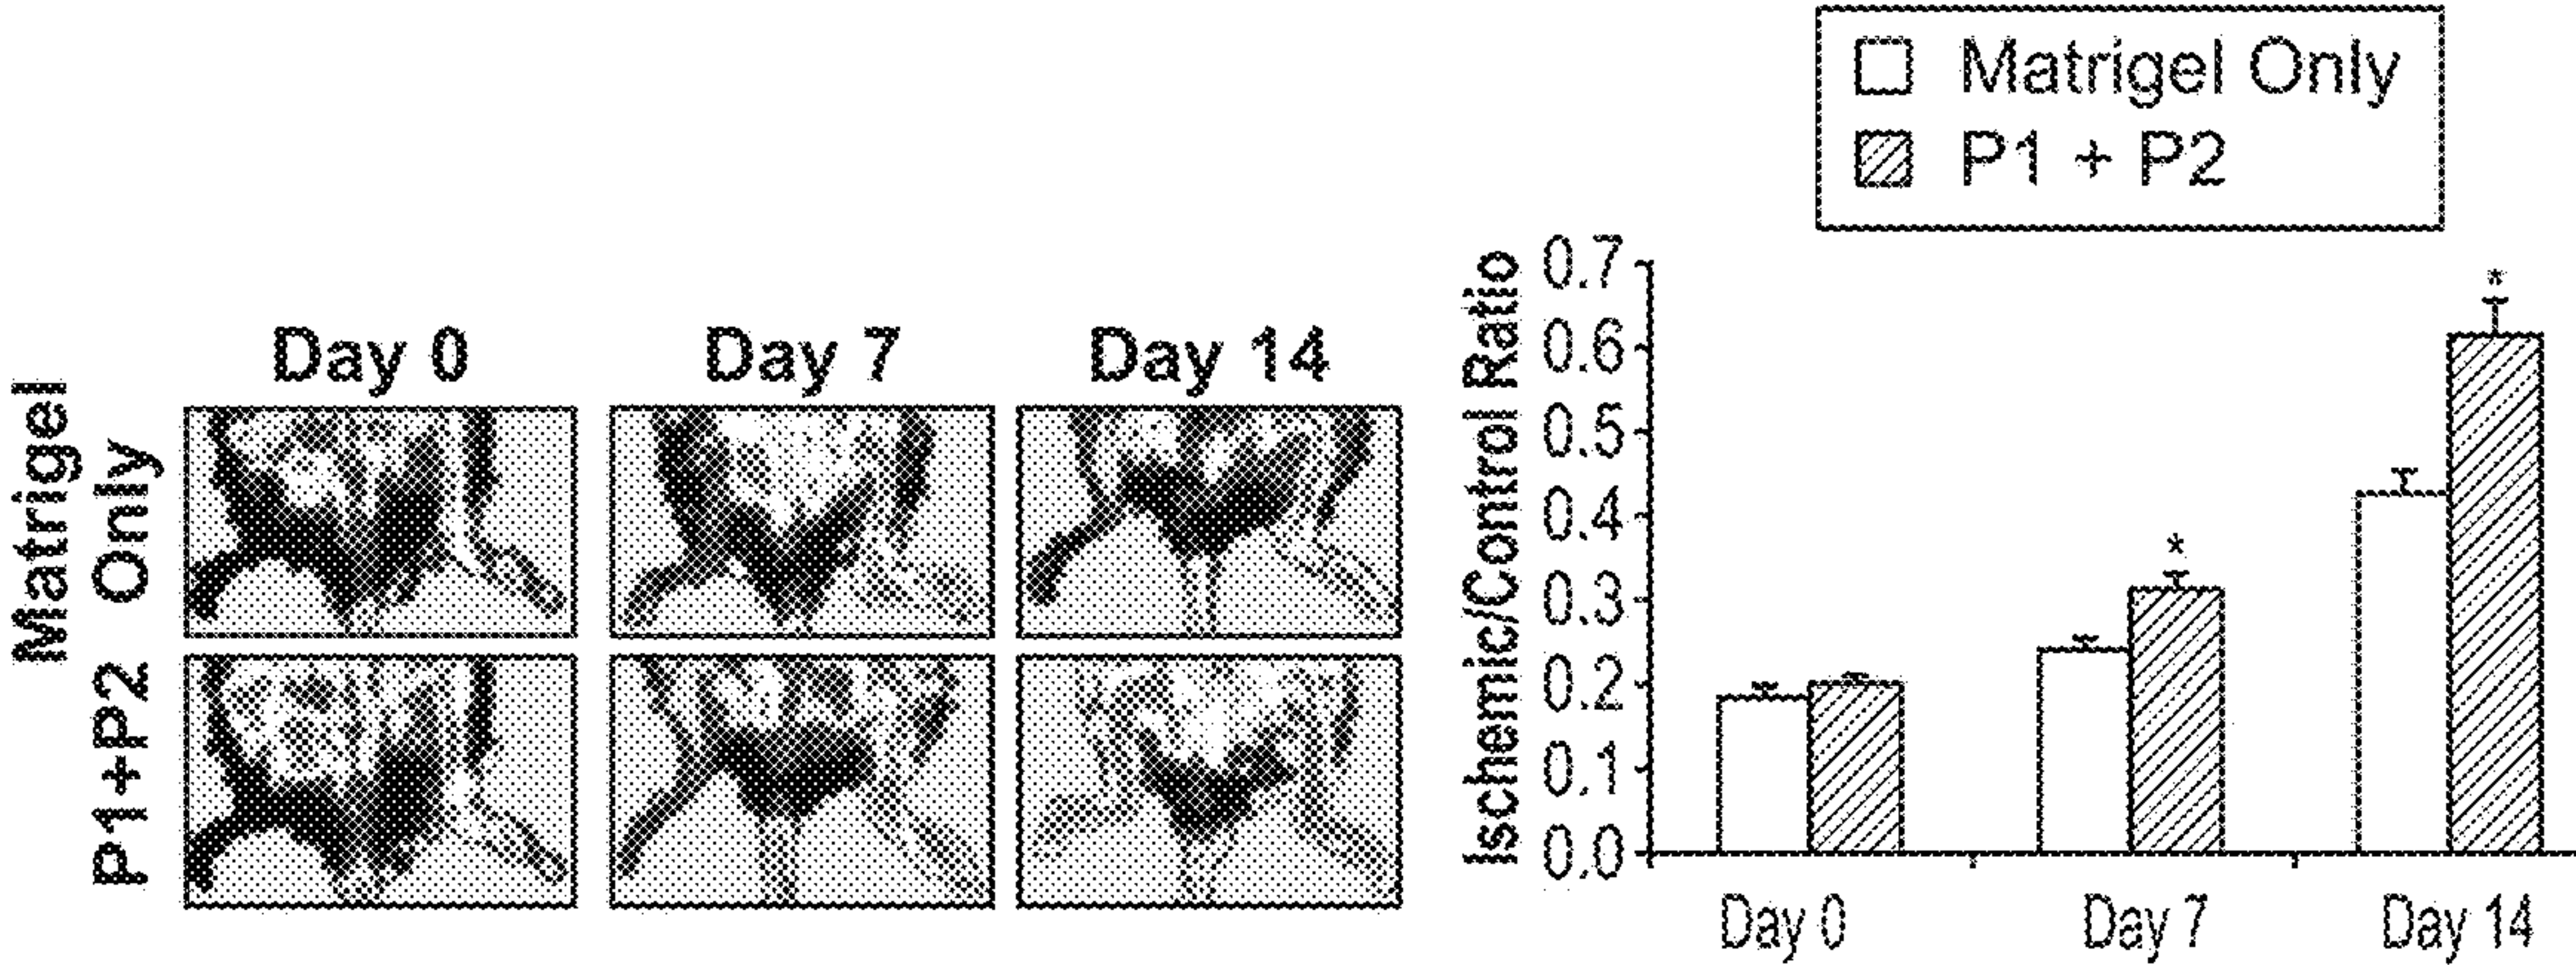 Matrigel Only
P1 + P2
Day 0 Day 7 Day 14
Matrigel
Only
P1+P2
Ischemic/Control Ratio
0.7
0.6
0.5
0.4
0.3
0.2
0.1
0.0
*
*
Day 0 Day 7 Day 14